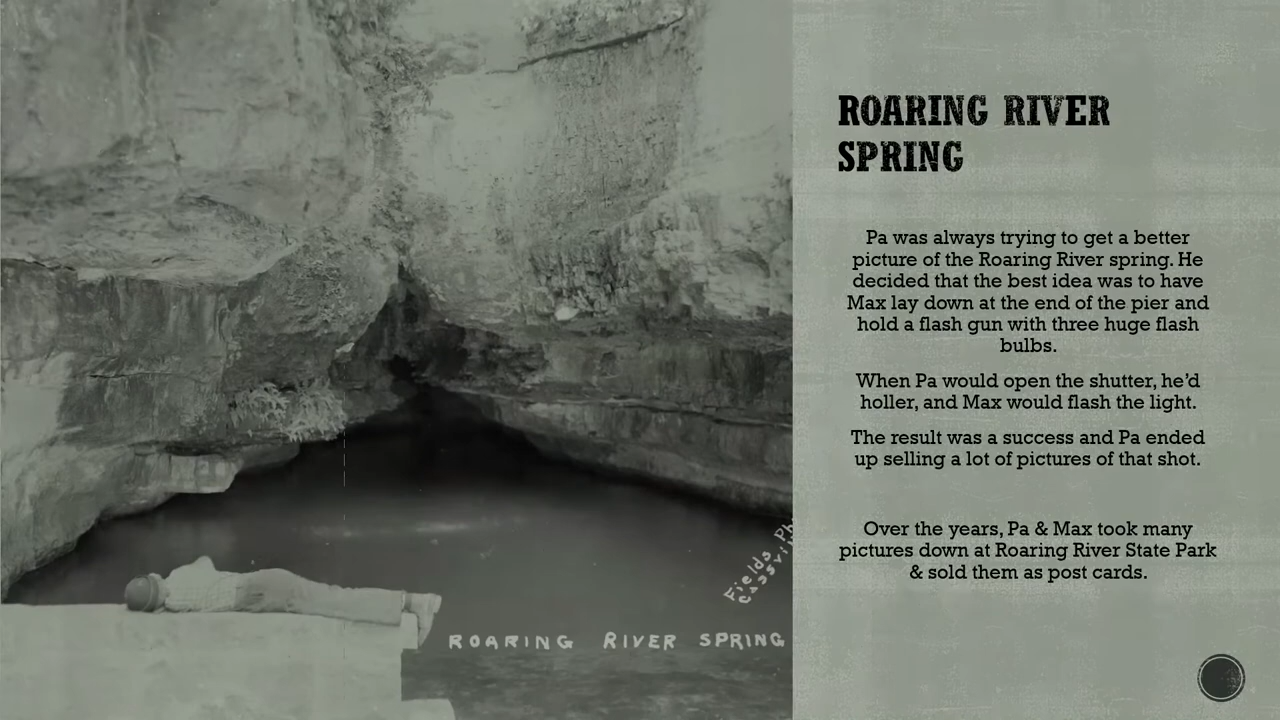 ROARING RIVER
SPRING
Pa was always trying to get a better
picture of the Roaring River spring. He
decided that the best idea was to have
Max lay down at the end of the pier and
hold a flash gun with three huge flash
bulbs.
When Pa would open the shutter, he’d
holler, and Max would flash the light.
The result was a success and Pa ended
up selling a lot of pictures of that shot.
Over the years, Pa & Max took many
pictures down at Roaring River State Park
& sold them as post cards.
Fields Ph
ROARING RIVER SPRING